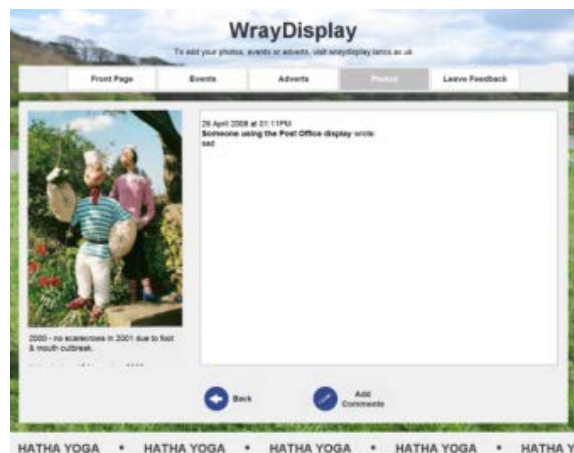 WrayDisplay
To add your photos, events or adverts, visit wraydisplay.lancs.ac.uk
Front Page Events Adverts Photos Leave Feedback
26 April 2008 at 01:11PM
Someone using the Post Office display wrote:
sad
2000 - no scarecrows in 2001 due to foot
& mouth outbreak.
Back
Add
Comments
HATHA YOGA • HATHA YOGA • HATHA YOGA • HATHA YOGA • HATHA Y